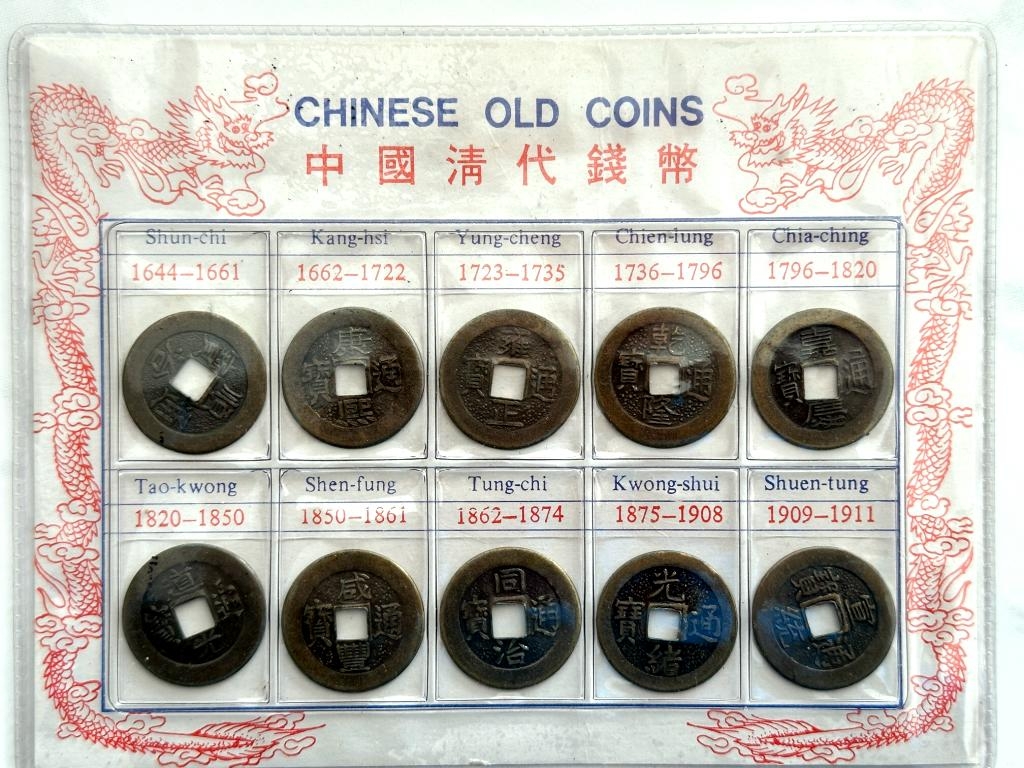 CHINESE OLD COINS
中國清代錢幣
Shun-chi Kang-hsi Yung-cheng Chien-lung Chia-ching
1644–1661 1662–1722 1723–1735 1736–1796 1796–1820
康熙通寶
雍正通寶
乾隆通寶
嘉慶通寶
Tao-kwong Shen-fung Tung-chi Kwong-shui Shuen-tung
1820–1850 1850–1861 1862–1874 1875–1908 1909–1911
道光通寶
咸豐通寶
同治通寶
光緒通寶